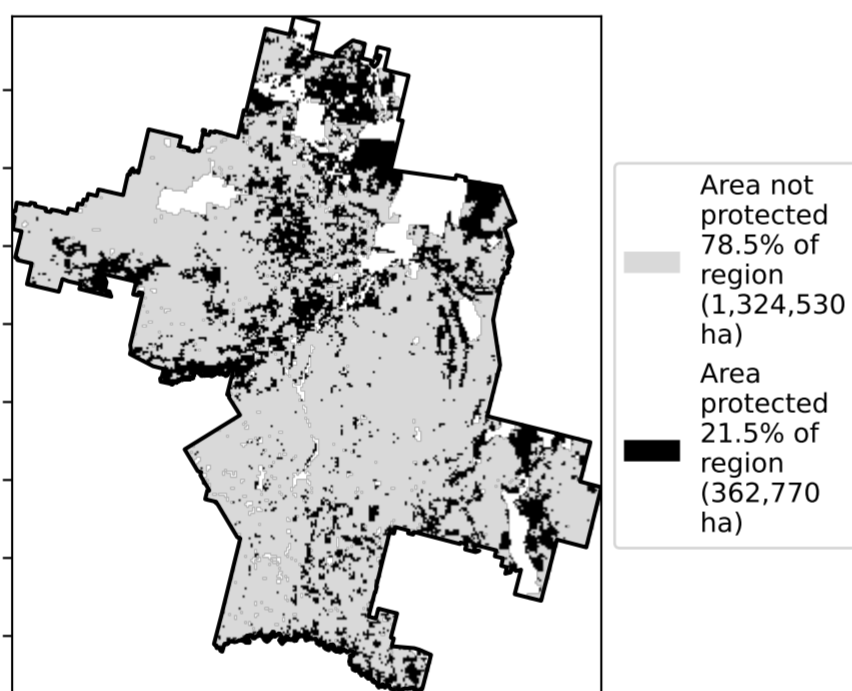 Area not
protected
78.5% of
region
(1,324,530
ha)
Area
protected
21.5% of
region
(362,770
ha)